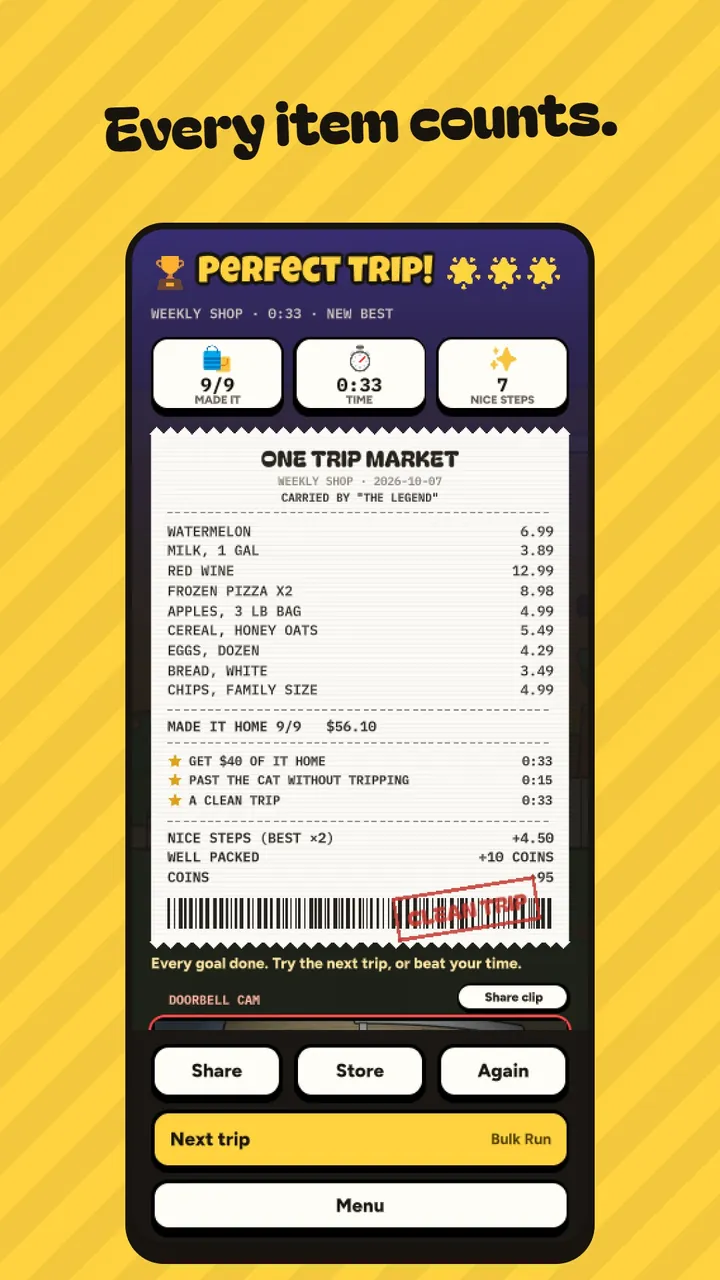 Every item counts.
PERFECT TRIP!
WEEKLY SHOP · 0:33 · NEW BEST
9/9 0:33 7
MADE IT TIME NICE STEPS
ONE TRIP MARKET
WEEKLY SHOP · 2026-10-07
CARRIED BY "THE LEGEND"
WATERMELON 6.99
MILK, 1 GAL 3.89
RED WINE 12.99
FROZEN PIZZA X2 8.98
APPLES, 3 LB BAG 4.99
CEREAL, HONEY OATS 5.49
EGGS, DOZEN 4.29
BREAD, WHITE 3.49
CHIPS, FAMILY SIZE 4.99
MADE IT HOME 9/9 $56.10
GET $40 OF IT HOME 0:33
PAST THE CAT WITHOUT TRIPPING 0:15
A CLEAN TRIP 0:33
NICE STEPS (BEST ×2) +4.50
WELL PACKED +10 COINS
COINS 95
CLEAN TRIP
Every goal done. Try the next trip, or beat your time.
DOORBELL CAM Share clip
Share Store Again
Next trip Bulk Run
Menu